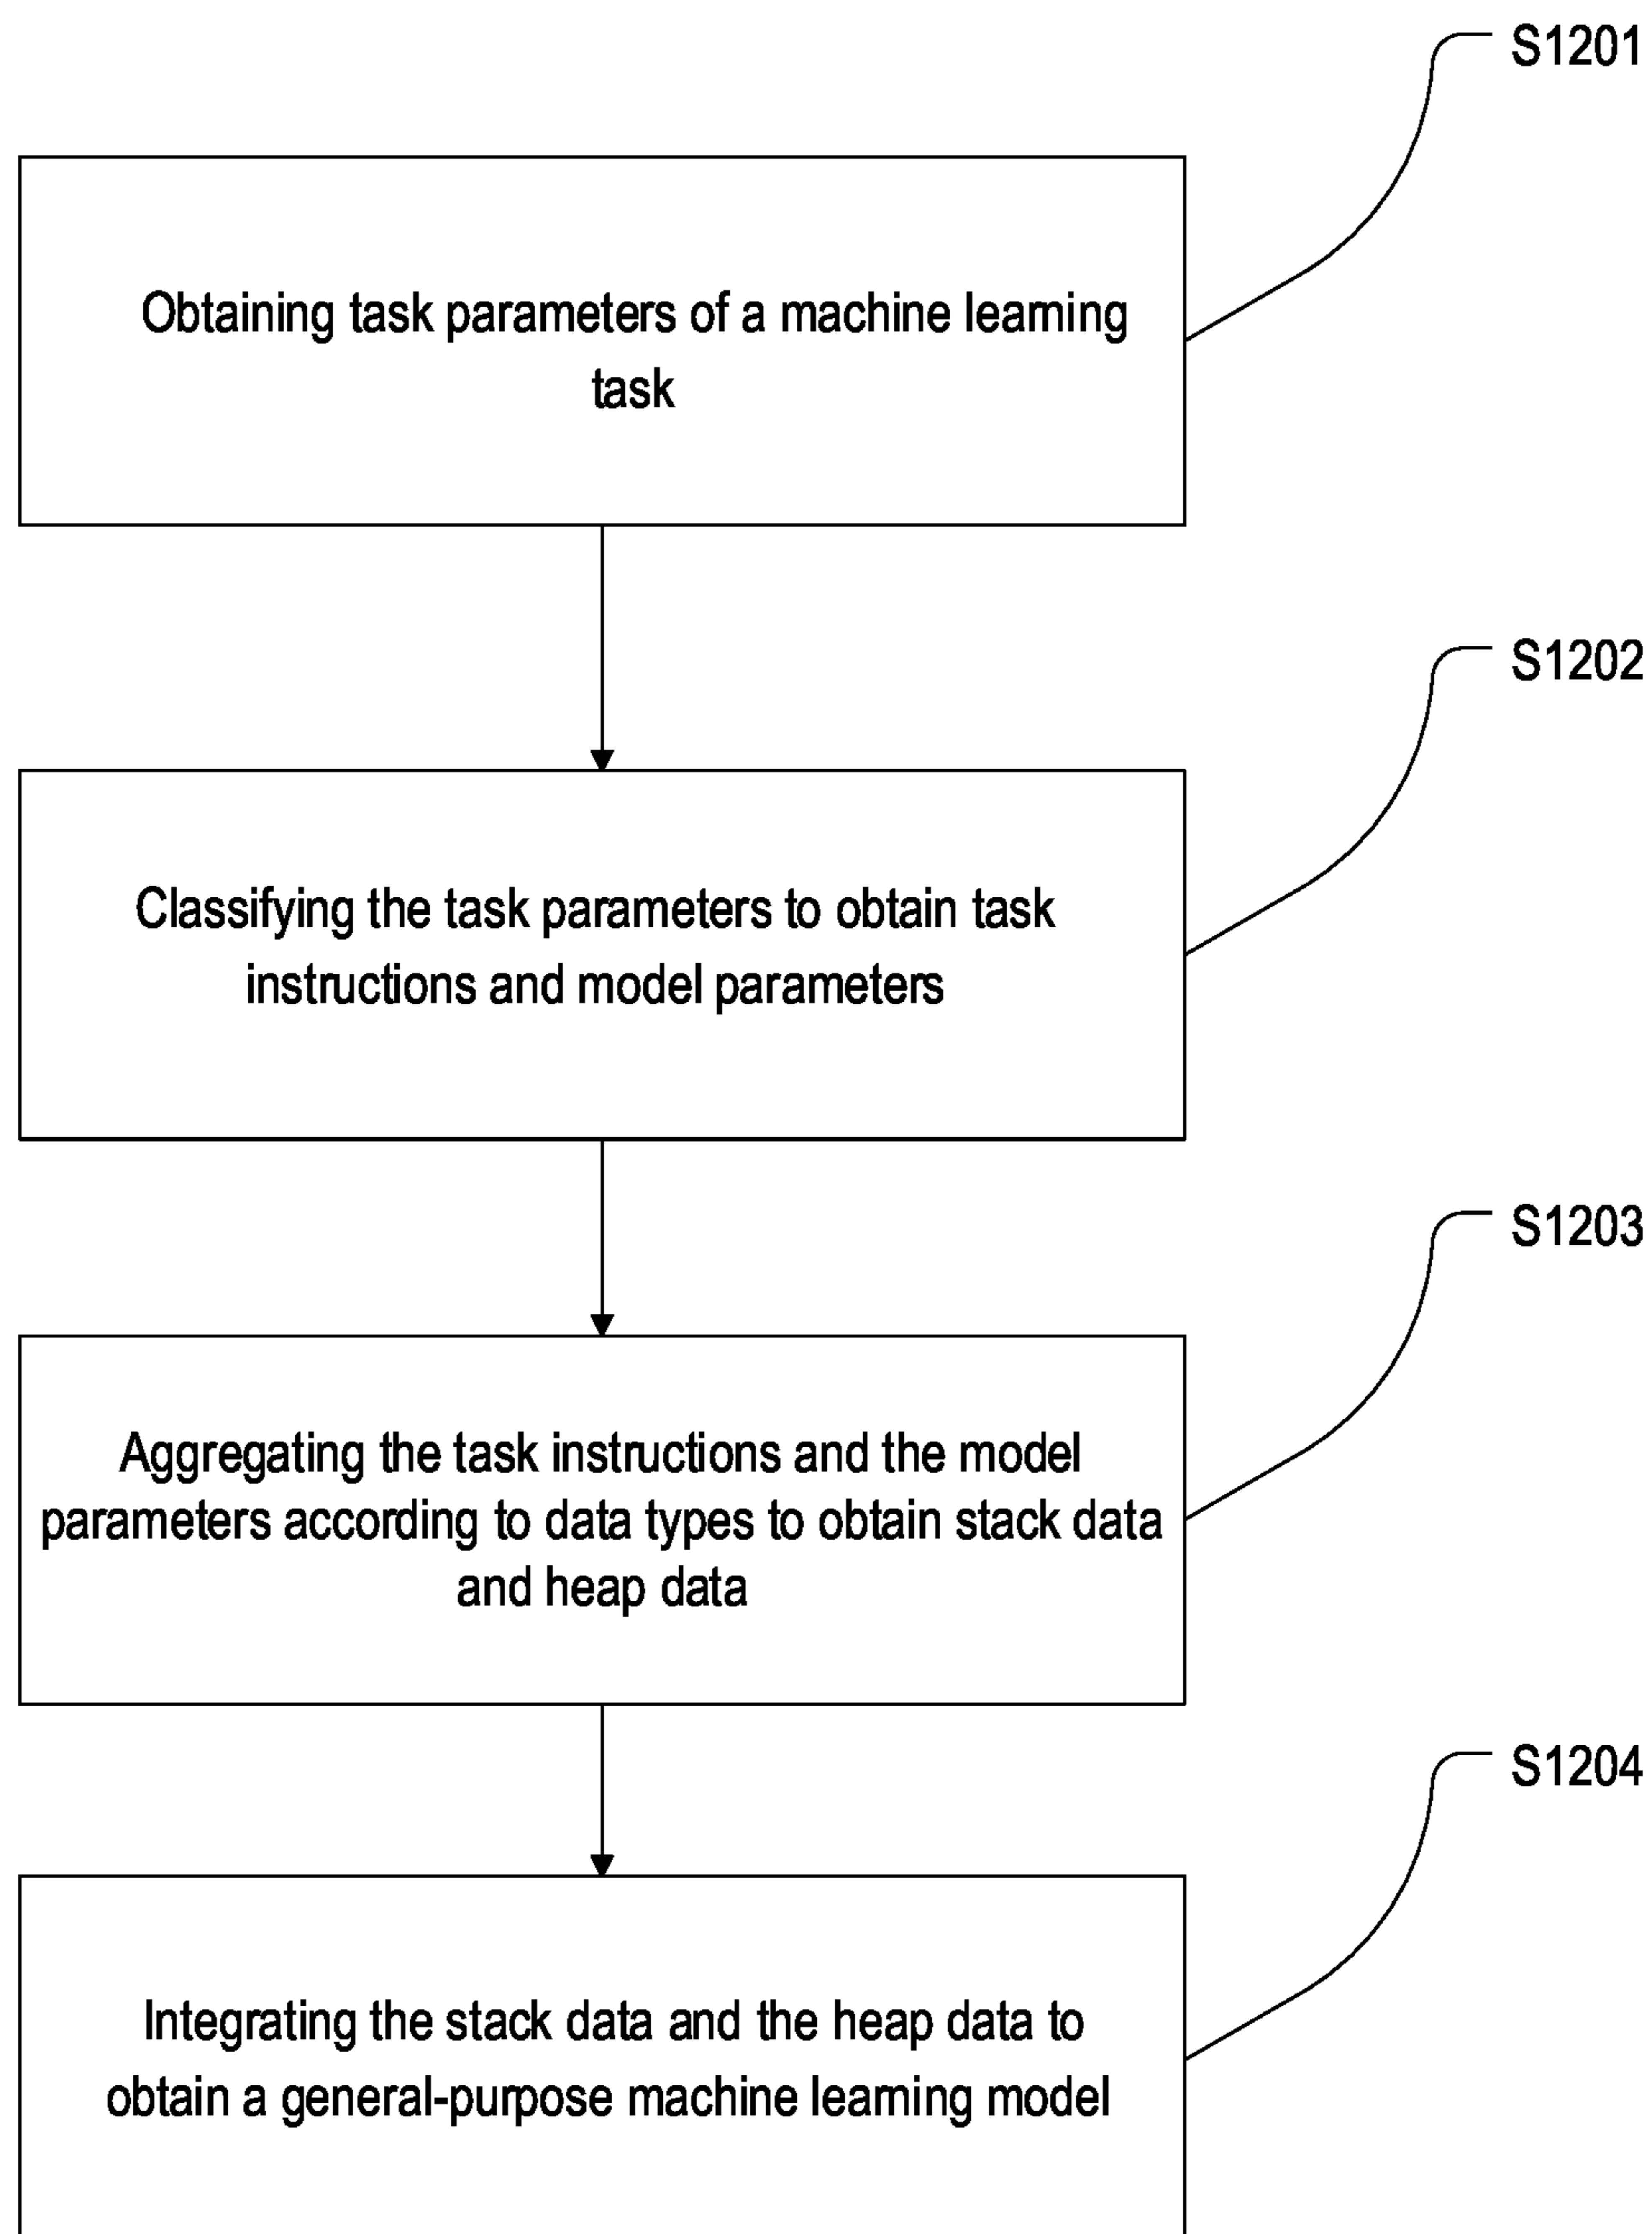 S1201
Obtaining task parameters of a machine learning
task
S1202
Classifying the task parameters to obtain task
instructions and model parameters
S1203
Aggregating the task instructions and the model
parameters according to data types to obtain stack data
and heap data
S1204
Integrating the stack data and the heap data to
obtain a general-purpose machine learning model